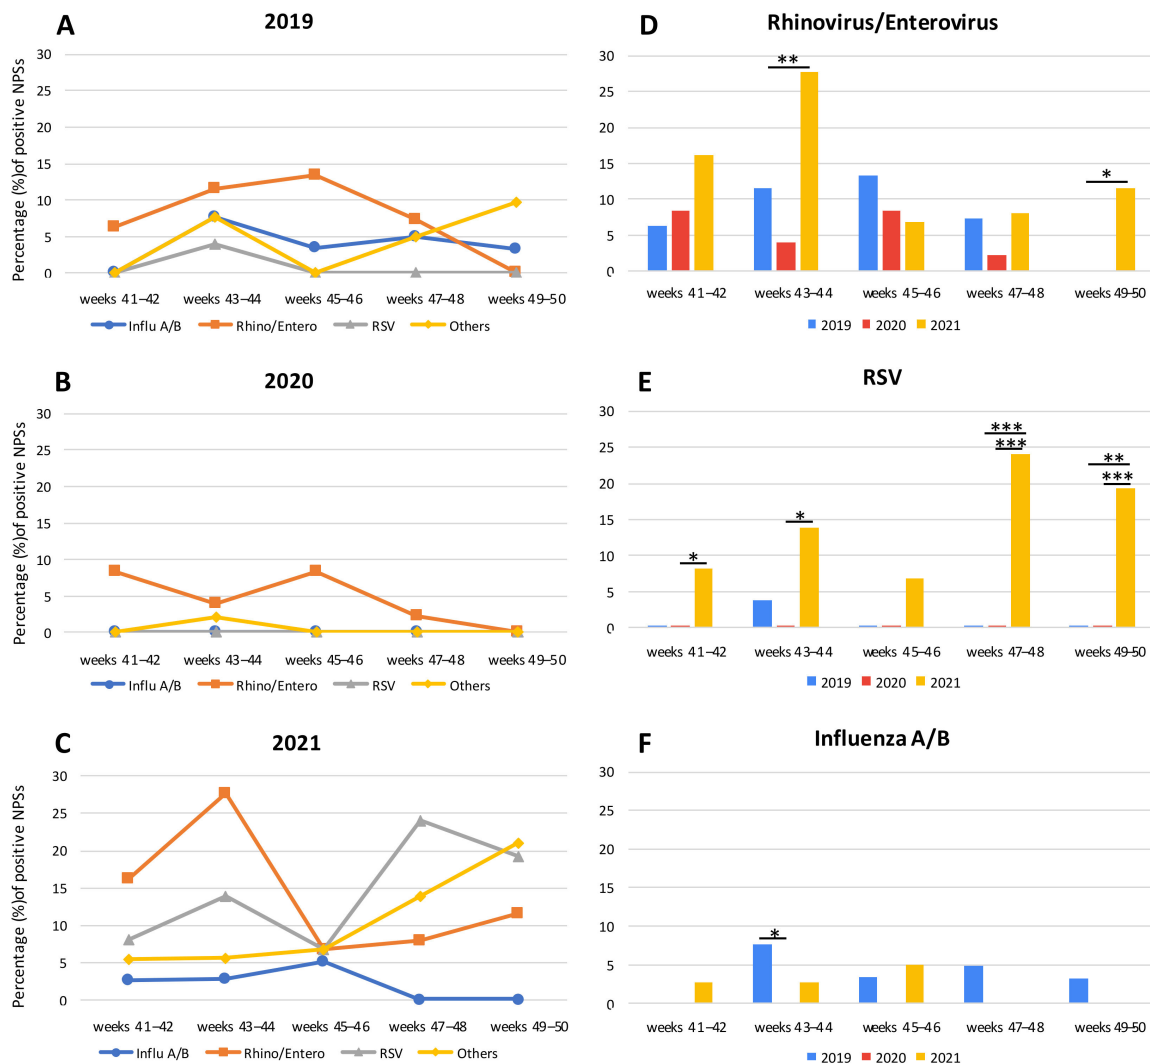 A
2019
Percentage (%)of positive NPSs
30
25
20
15
10
5
0
weeks 41–42 weeks 43–44 weeks 45–46 weeks 47–48 weeks 49–50
Influ A/B Rhino/Entero RSV Others
B
2020
Percentage (%)of positive NPSs
30
25
20
15
10
5
0
weeks 41–42 weeks 43–44 weeks 45–46 weeks 47–48 weeks 49–50
Influ A/B Rhino/Entero RSV Others
C
2021
Percentage (%)of positive NPSs
30
25
20
15
10
5
0
weeks 41–42 weeks 43–44 weeks 45–46 weeks 47–48 weeks 49–50
Influ A/B Rhino/Entero RSV Others
D
Rhinovirus/Enterovirus
30
25
20
15
10
5
0
**
*
weeks 41–42 weeks 43–44 weeks 45–46 weeks 47–48 weeks 49–50
2019 2020 2021
E
RSV
30
25
20
15
10
5
0
*
*
***
***
**
***
weeks 41–42 weeks 43–44 weeks 45–46 weeks 47–48 weeks 49–50
2019 2020 2021
F
Influenza A/B
30
25
20
15
10
5
0
*
weeks 41–42 weeks 43–44 weeks 45–46 weeks 47–48 weeks 49–50
2019 2020 2021